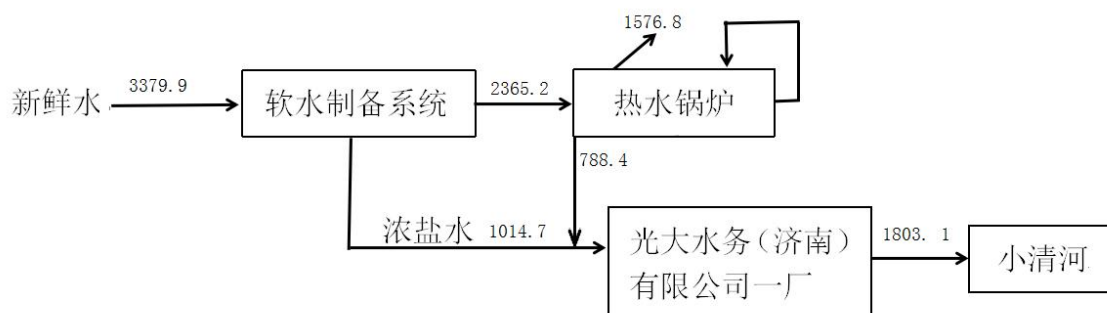 1576.8
新鲜水
3379.9
软水制备系统
2365.2
热水锅炉
788.4
浓盐水
1014.7
光大水务(济南)
有限公司一厂
1803. 1
小清河